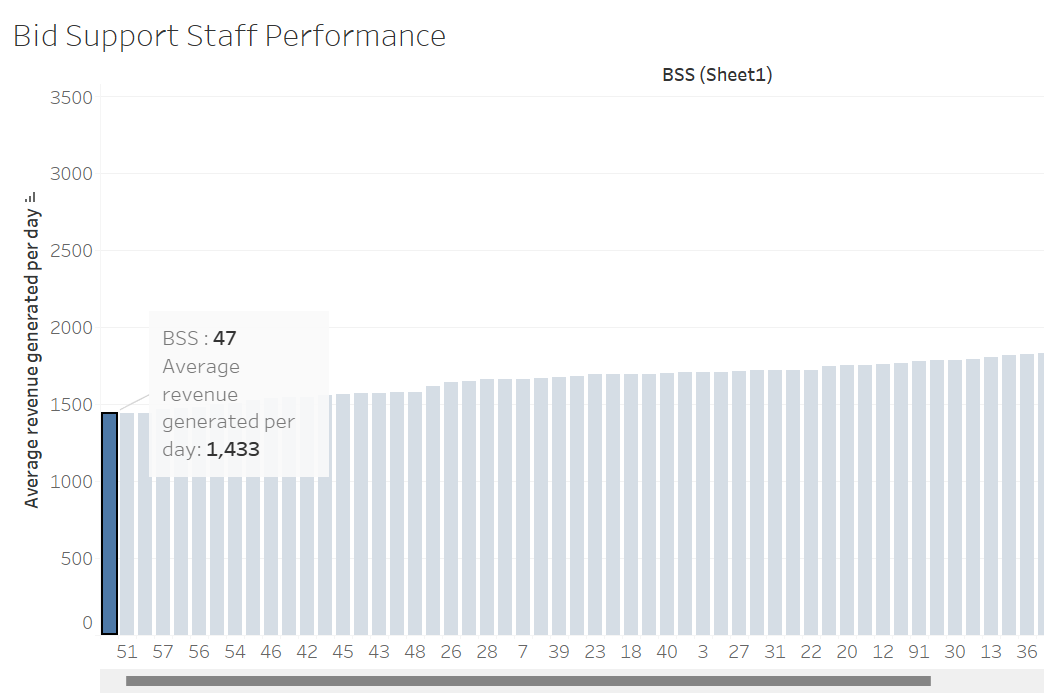 Bid Support Staff Performance
BSS (Sheet1)
Average revenue generated per day
3500
3000
2500
2000
1500
1000
500
0
BSS : 47
Average
revenue
generated per
day: 1,433
51 57 56 54 46 42 45 43 48 26 28 7 39 23 18 40 3 27 31 22 20 12 91 30 13 36